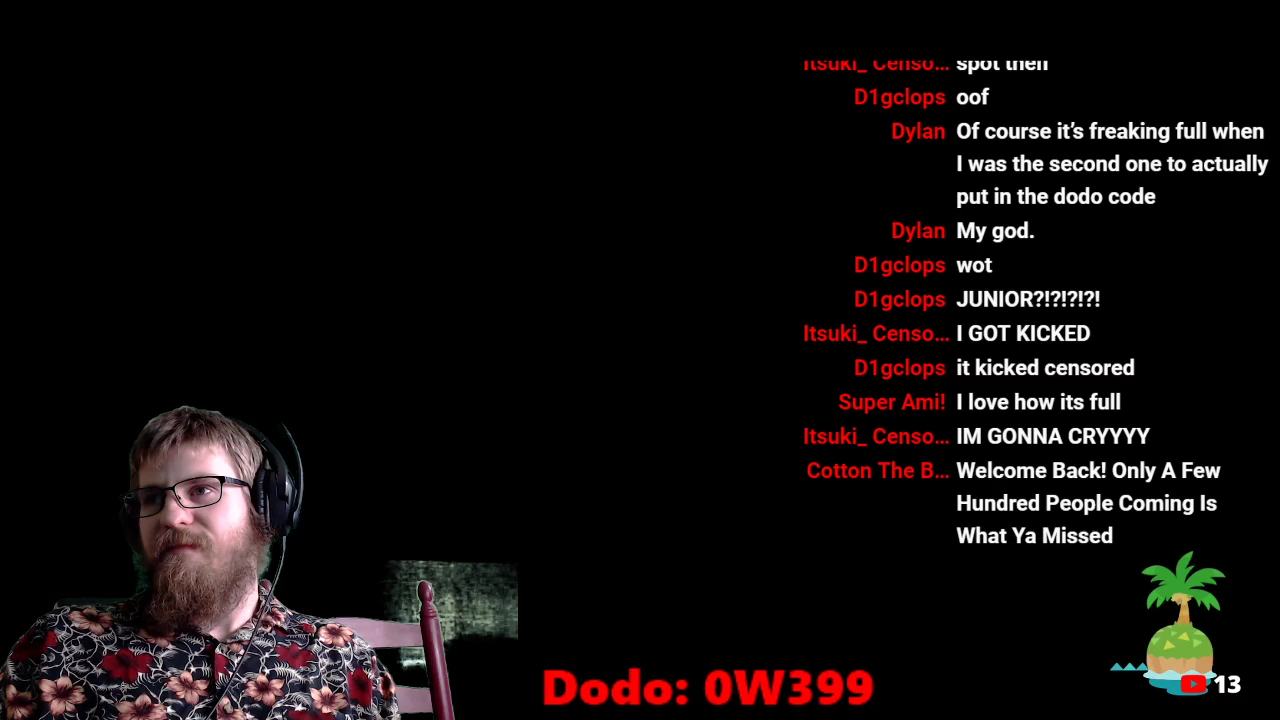 Itsuki_ Censo... spot then
D1gclops oof
Dylan Of course it’s freaking full when
I was the second one to actually
put in the dodo code
Dylan My god.
D1gclops wot
D1gclops JUNIOR?!?!?!?!
Itsuki_ Censo... I GOT KICKED
D1gclops it kicked censored
Super Ami! I love how its full
Itsuki_ Censo... IM GONNA CRYYYY
Cotton The B... Welcome Back! Only A Few
Hundred People Coming Is
What Ya Missed
Dodo: 0W399
13